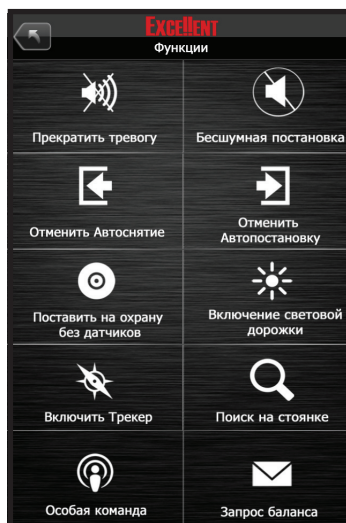 EXCELLENT
Функции
Прекратить тревогу
Бесшумная постановка
Отменить Автоснятие
Отменить
Автопостановку
Поставить на охрану
без датчиков
Включение световой
дорожки
Включить Трекер
Поиск на стоянке
Особая команда
Запрос баланса